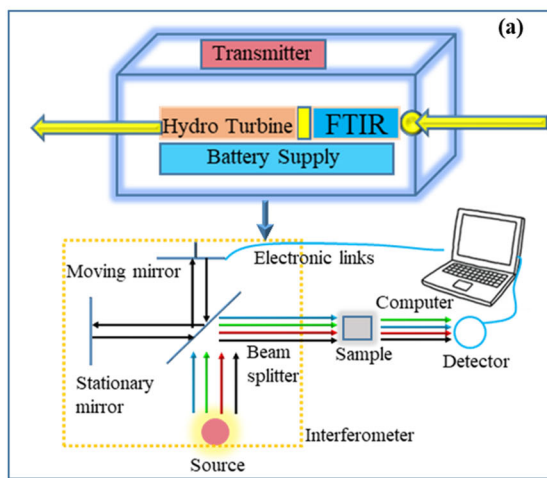 (a)
Transmitter
Hydro Turbine
FTIR
Battery Supply
Moving mirror
Electronic links
Computer
Beam
splitter
Sample
Detector
Stationary
mirror
Interferometer
Source